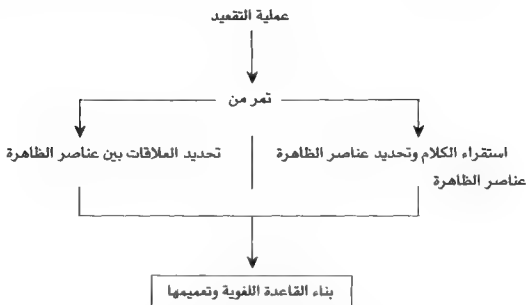 عملية التقعيد
تمر من
استقراء الكلام وتحديد عناصر الظاهرة
عناصر الظاهرة
تحديد العلاقات بين عناصر الظاهرة
بناء القاعدة اللغوية وتعميمها